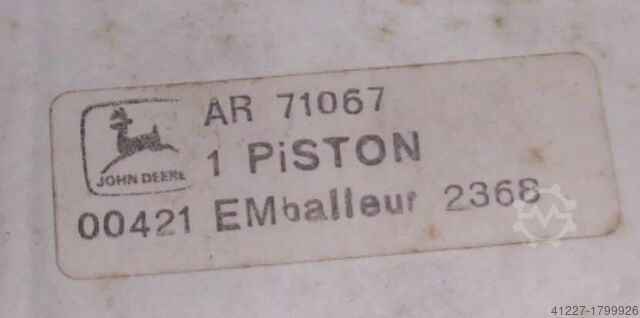 AR 71067
JOHN DEERE
1 PiSTON
00421 EMballeur 2368
41227-1799926